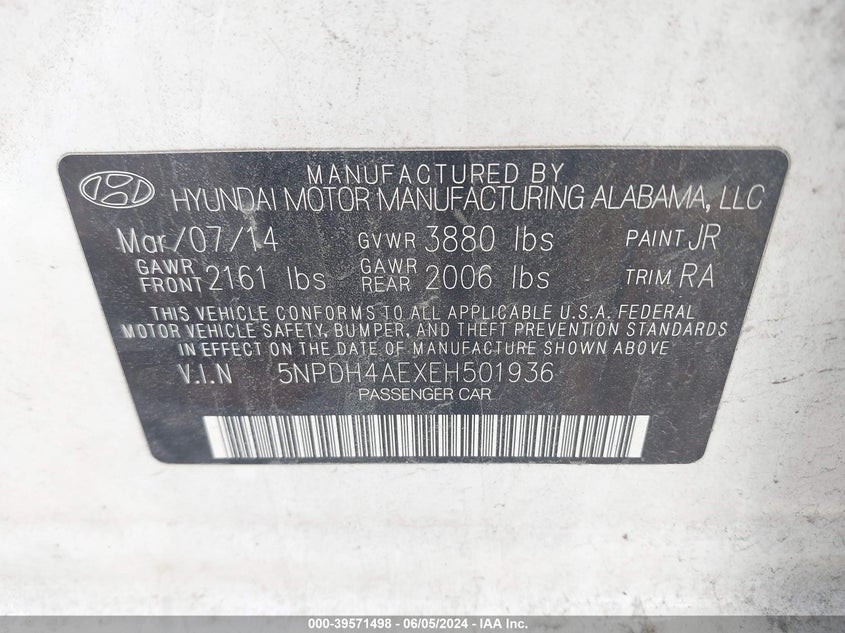 MANUFACTURED BY
HYUNDAI MOTOR MANUFACTURING ALABAMA, LLC
Mar/07/14 GVWR 3880 lbs PAINT JR
GAWR FRONT 2161 lbs GAWR REAR 2006 lbs TRIM RA
THIS VEHICLE CONFORMS TO ALL APPLICABLE U.S.A. FEDERAL
MOTOR VEHICLE SAFETY, BUMPER, AND THEFT PREVENTION STANDARDS
IN EFFECT ON THE DATE OF MANUFACTURE SHOWN ABOVE
V.I.N 5NPDH4AEXEH501936
PASSENGER CAR
000-39571498 - 06/05/2024 - IAA Inc.